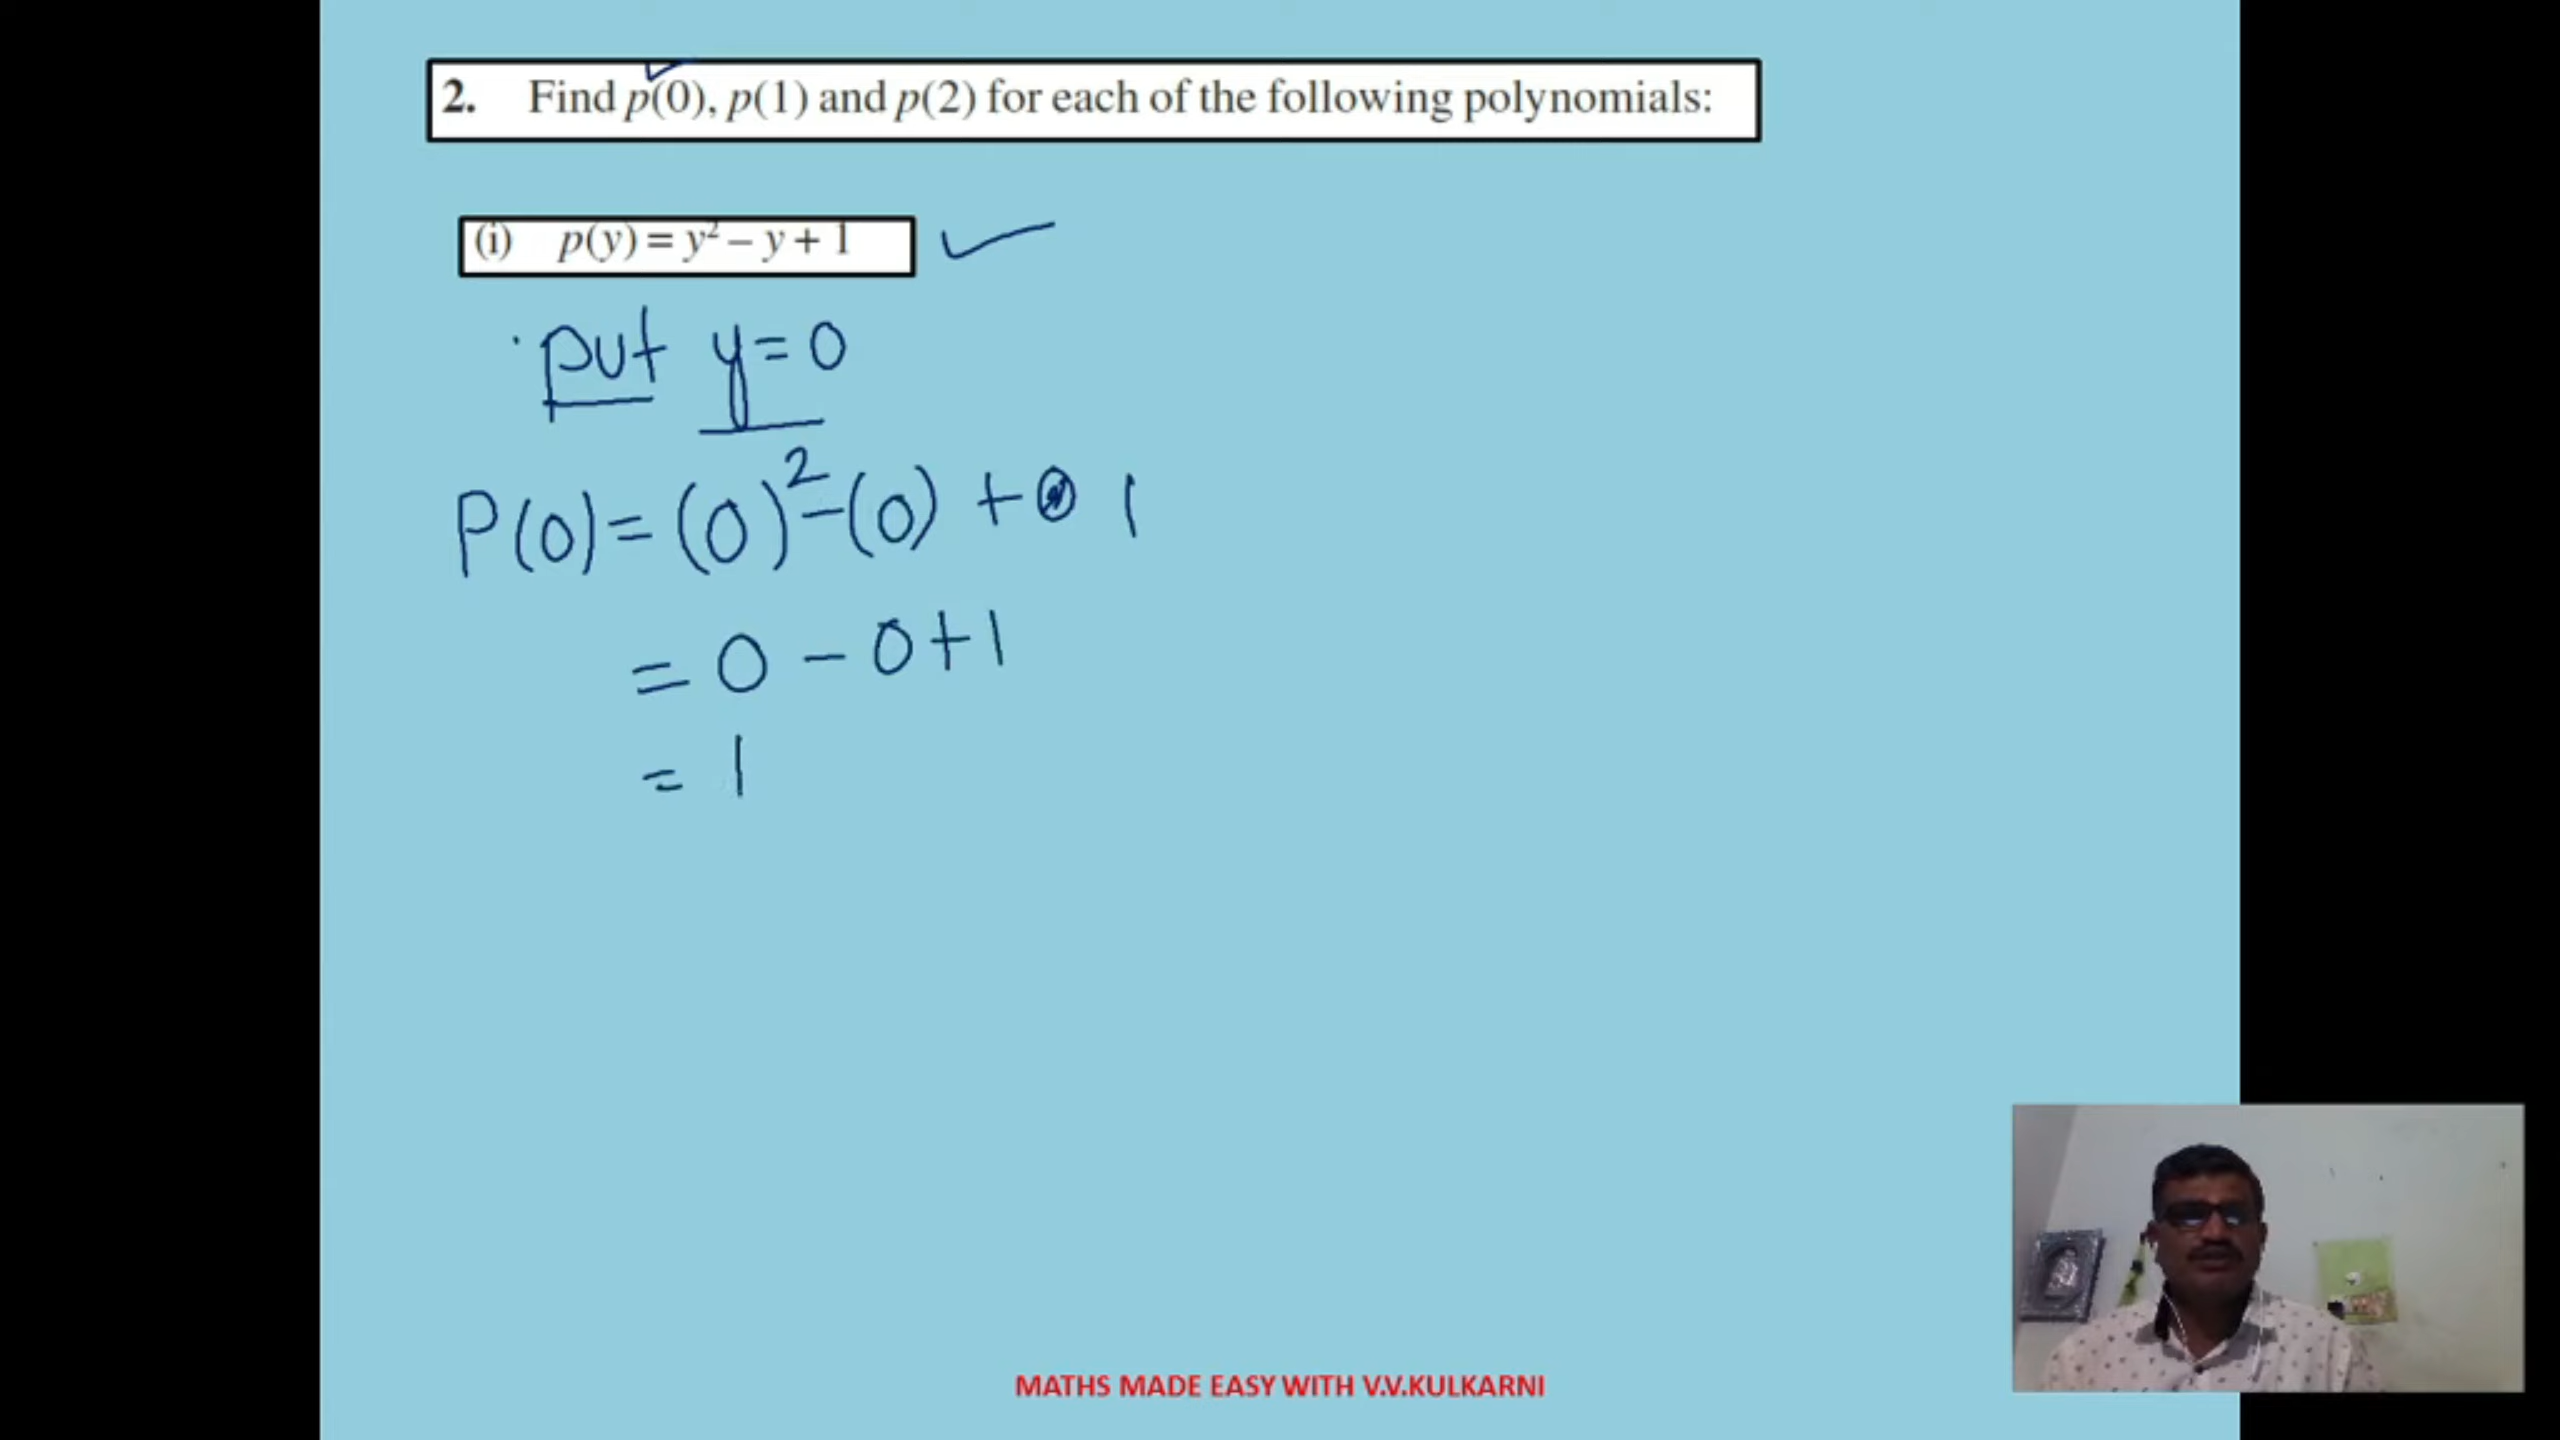 2. Find p(0), p(1) and p(2) for each of the following polynomials:
(i) p(y) = y² – y + 1
put y=0
P(0) = (0)² - (0) + 1
= 0 - 0 + 1
= 1
MATHS MADE EASY WITH V.V.KULKARNI